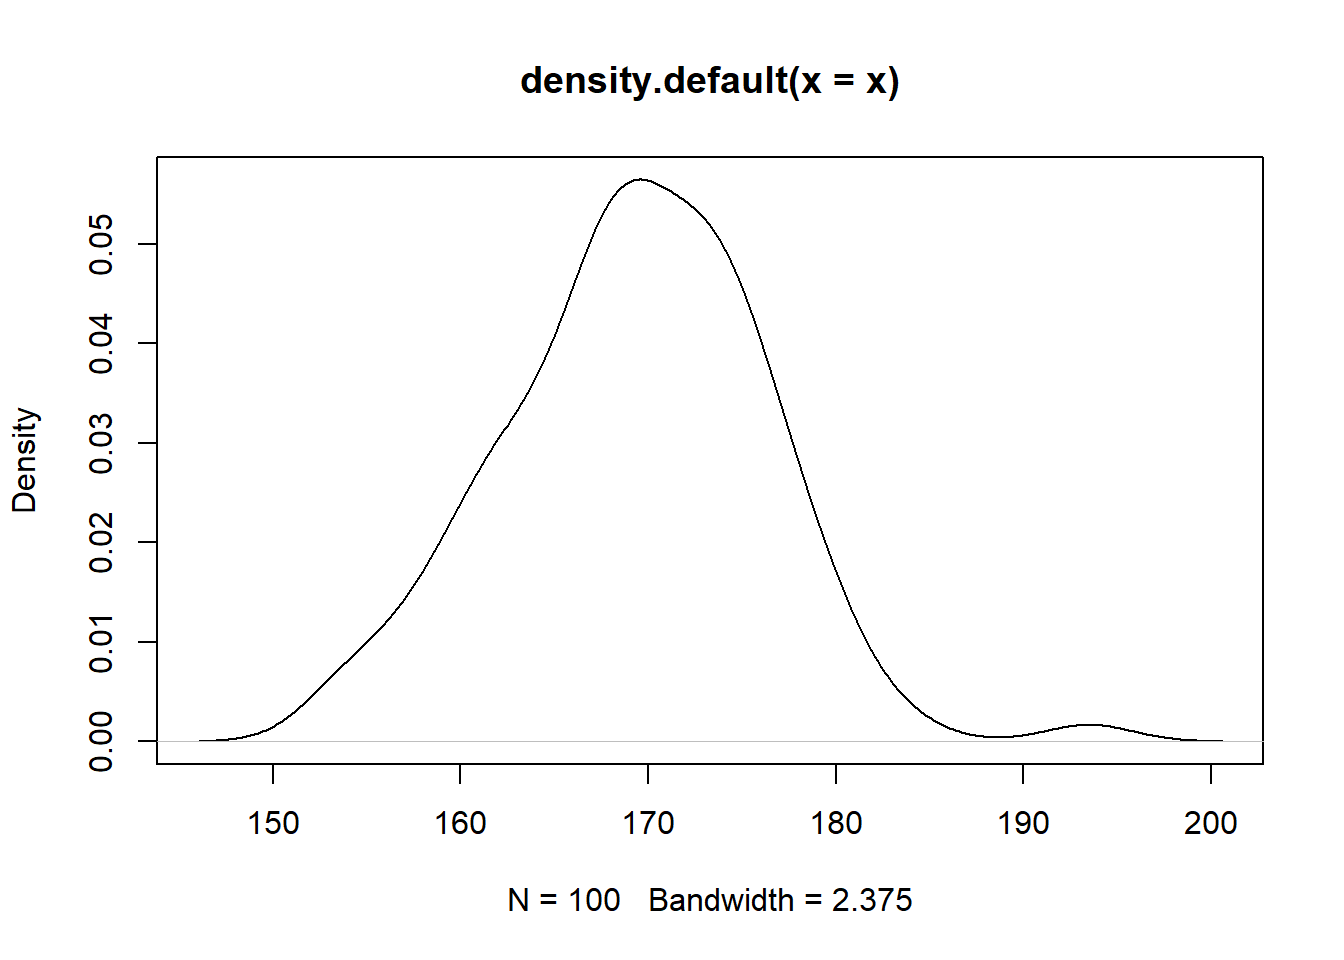 density.default(x = x)
Density
0.05
0.04
0.03
0.02
0.01
0.00
150 160 170 180 190 200
N = 100 Bandwidth = 2.375